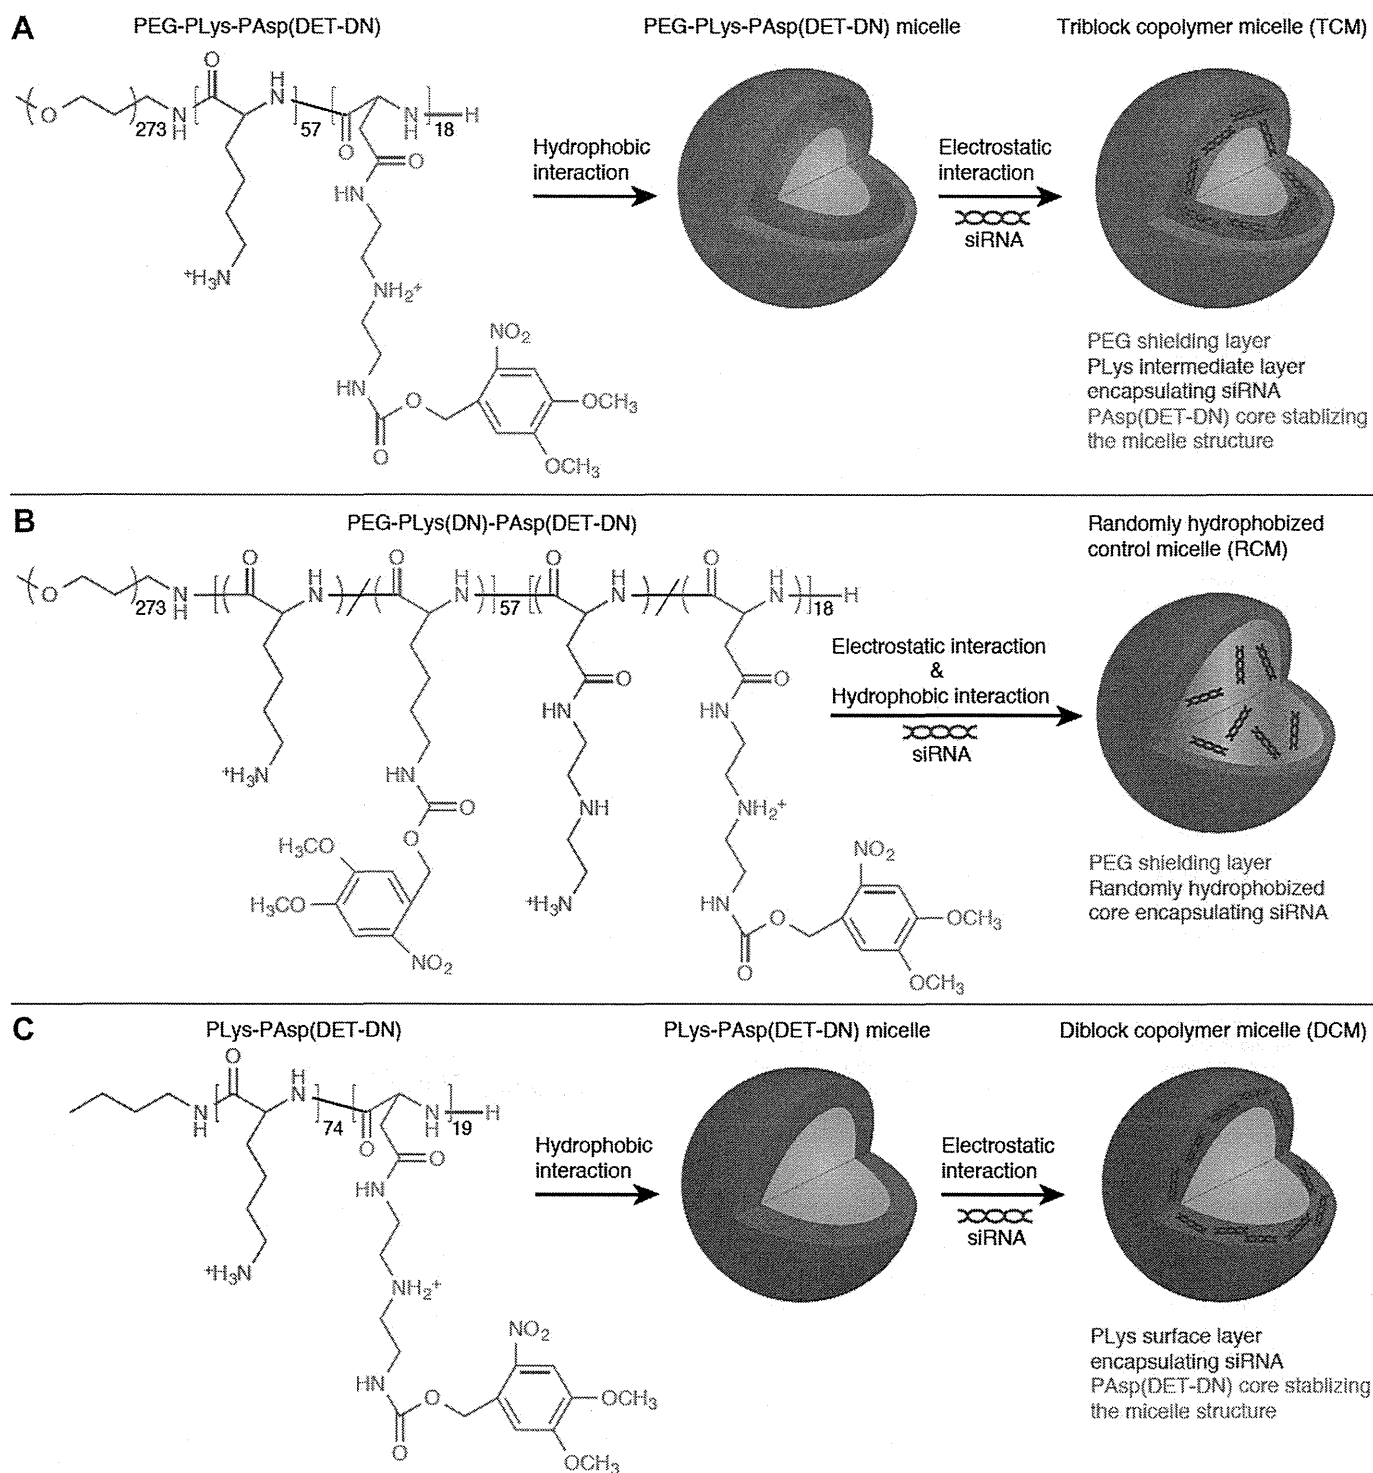 A
PEG-PLys-PAsp(DET-DN)
PEG-PLys-PAsp(DET-DN) micelle
Triblock copolymer micelle (TCM)
O
H
N
O
273
N
H
57
O
N
H
18
H
O
HN
+H3N
NH2+
HN
O
O
NO2
OCH3
OCH3
Hydrophobic
interaction
Electrostatic
interaction
siRNA
PEG shielding layer
PLys intermediate layer
encapsulating siRNA
PAsp(DET-DN) core stablizing
the micelle structure
B
PEG-PLys(DN)-PAsp(DET-DN)
Randomly hydrophobized
control micelle (RCM)
O
H
N
O
H
N
O
H
N
O
H
N
O
273
N
H
57
18
H
O
O
HN
HN
+H3N
HN
O
O
NH
NH2+
H3CO
H3CO
NO2
+H3N
HN
O
O
NO2
OCH3
OCH3
Electrostatic interaction
&
Hydrophobic interaction
siRNA
PEG shielding layer
Randomly hydrophobized
core encapsulating siRNA
C
PLys-PAsp(DET-DN)
PLys-PAsp(DET-DN) micelle
Diblock copolymer micelle (DCM)
O
H
N
N
H
74
O
N
H
19
H
O
HN
+H3N
NH2+
HN
O
O
NO2
OCH3
OCH3
Hydrophobic
interaction
Electrostatic
interaction
siRNA
PLys surface layer
encapsulating siRNA
PAsp(DET-DN) core stablizing
the micelle structure